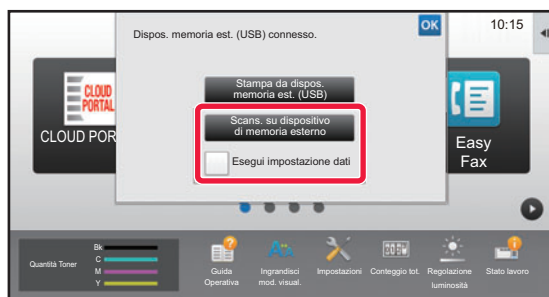 10:15
Dispos. memoria est. (USB) connesso.
OK
Stampa da dispos.
memoria est. (USB)
Scans. su dispositivo
di memoria esterno
Esegui impostazione dati
CLOUD
PORTAL
CLOUD POR
Easy
Fax
Quantità Toner
Bk
C
M
Y
Guida
Operativa
Ingrandisci
mod. visual.
Impostazioni
Conteggio tot.
Regolazione
luminosità
Stato lavoro